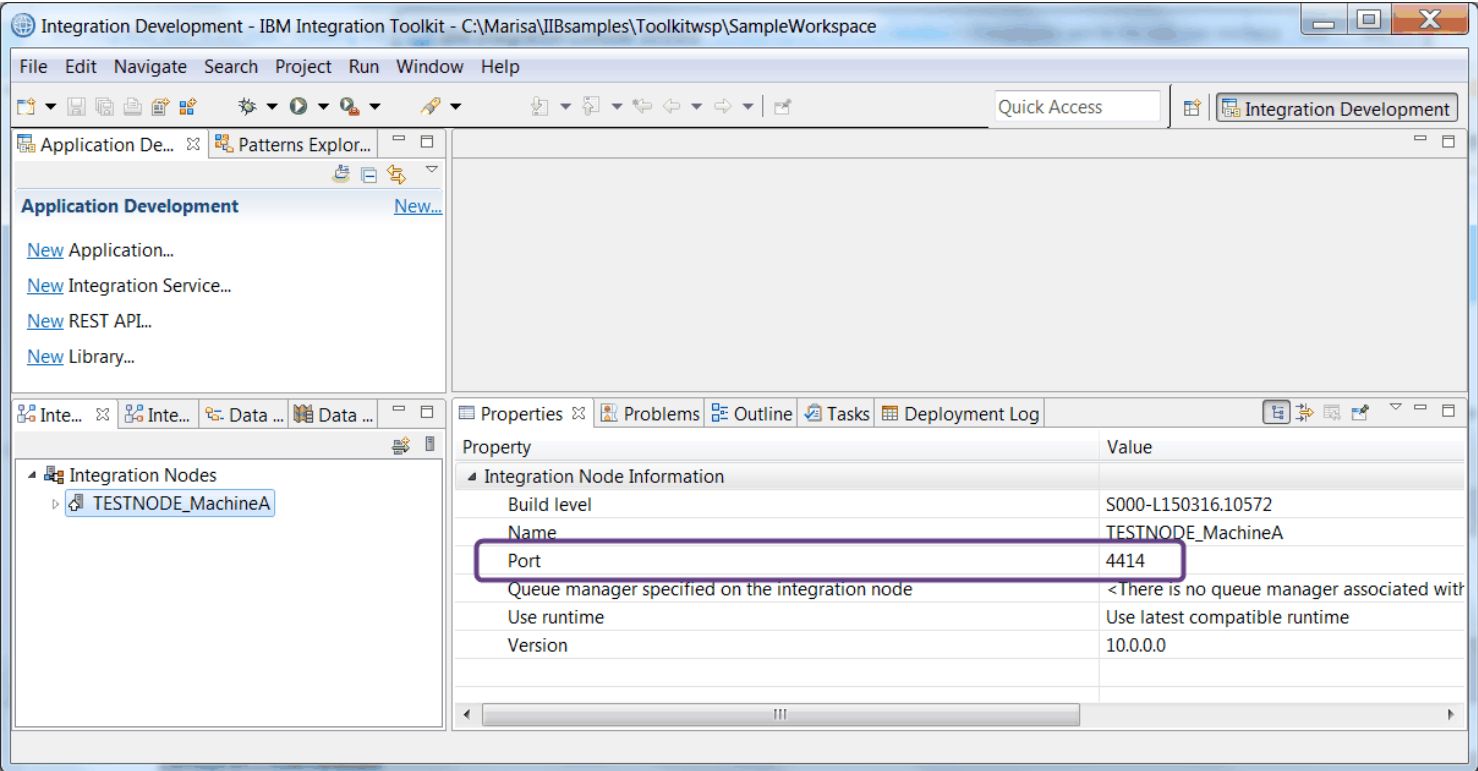 Integration Development - IBM Integration Toolkit - C:\Marisa\IIBsamples\Toolkitwsp\SampleWorkspace
File Edit Navigate Search Project Run Window Help
Quick Access
Integration Development
Application De... Patterns Explor...
Application Development New...
New Application...
New Integration Service...
New REST API...
New Library...
Inte... Inte... Data ... Data ...
Integration Nodes
TESTNODE_MachineA
Properties Problems Outline Tasks Deployment Log
Property Value
Integration Node Information
Build level S000-L150316.10572
Name TESTNODE_MachineA
Port 4414
Queue manager specified on the integration node <There is no queue manager associated with
Use runtime Use latest compatible runtime
Version 10.0.0.0